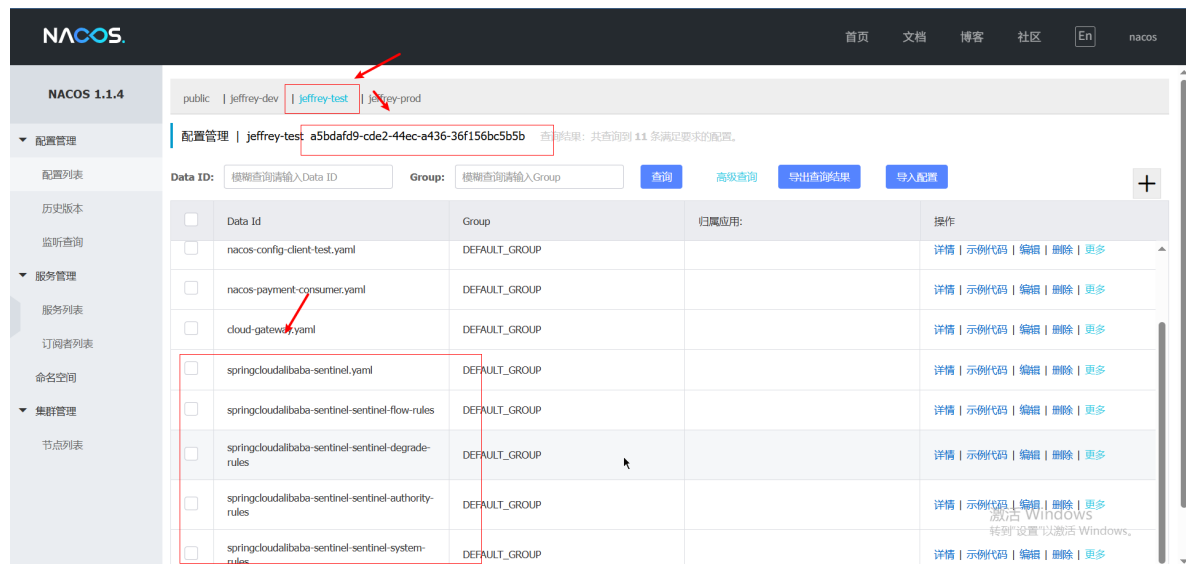 NACOS.
首页 文档 博客 社区 En nacos
NACOS 1.1.4
public | jeffrey-dev | jeffrey-test | jeffrey-prod
配置管理 | jeffrey-test a5bdafd9-cde2-44ec-a436-36f156bc5b5b 查询结果：共查询到 11 条满足要求的配置。
Data ID: 模糊查询请输入Data ID Group: 模糊查询请输入Group 查询 高级查询 导出查询结果 导入配置 +
配置管理
配置列表
历史版本
监听查询
服务管理
服务列表
订阅者列表
命名空间
集群管理
节点列表
Data Id Group 归属应用: 操作
nacos-config-client-test.yaml DEFAULT_GROUP 详情 | 示例代码 | 编辑 | 删除 | 更多
nacos-payment-consumer.yaml DEFAULT_GROUP 详情 | 示例代码 | 编辑 | 删除 | 更多
cloud-gateway.yaml DEFAULT_GROUP 详情 | 示例代码 | 编辑 | 删除 | 更多
springcloudalibaba-sentinel.yaml DEFAULT_GROUP 详情 | 示例代码 | 编辑 | 删除 | 更多
springcloudalibaba-sentinel-sentinel-flow-rules DEFAULT_GROUP 详情 | 示例代码 | 编辑 | 删除 | 更多
springcloudalibaba-sentinel-sentinel-degrade-
rules DEFAULT_GROUP 详情 | 示例代码 | 编辑 | 删除 | 更多
springcloudalibaba-sentinel-sentinel-authority-
rules DEFAULT_GROUP 详情 | 示例代码 | 编辑 | 删除 | 更多
springcloudalibaba-sentinel-sentinel-system-
rules DEFAULT_GROUP 详情 | 示例代码 | 编辑 | 删除 | 更多
激活 Windows
转到"设置"以激活 Windows。